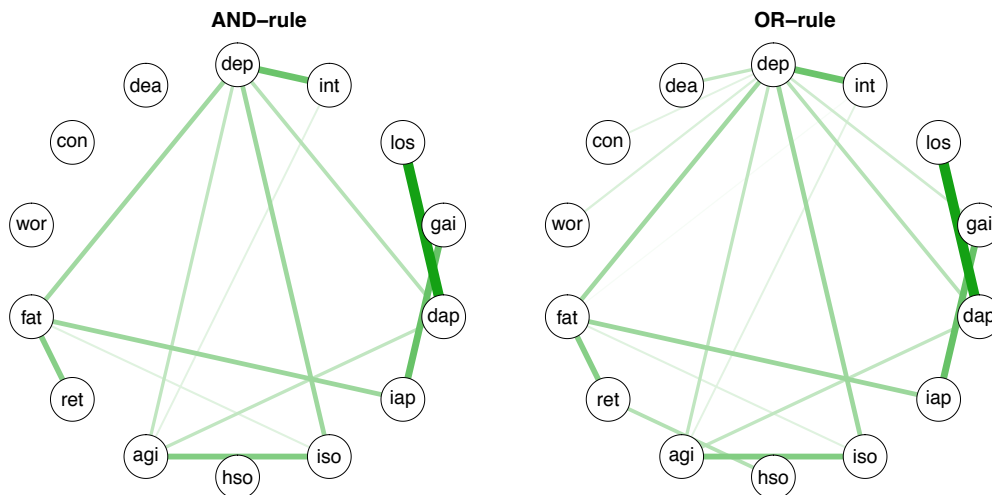 AND–rule
OR–rule
dep
int
dea
los
con
gai
wor
dap
fat
iap
ret
iso
agi
hso
dep
int
dea
los
con
gai
wor
dap
fat
iap
ret
iso
agi
hso